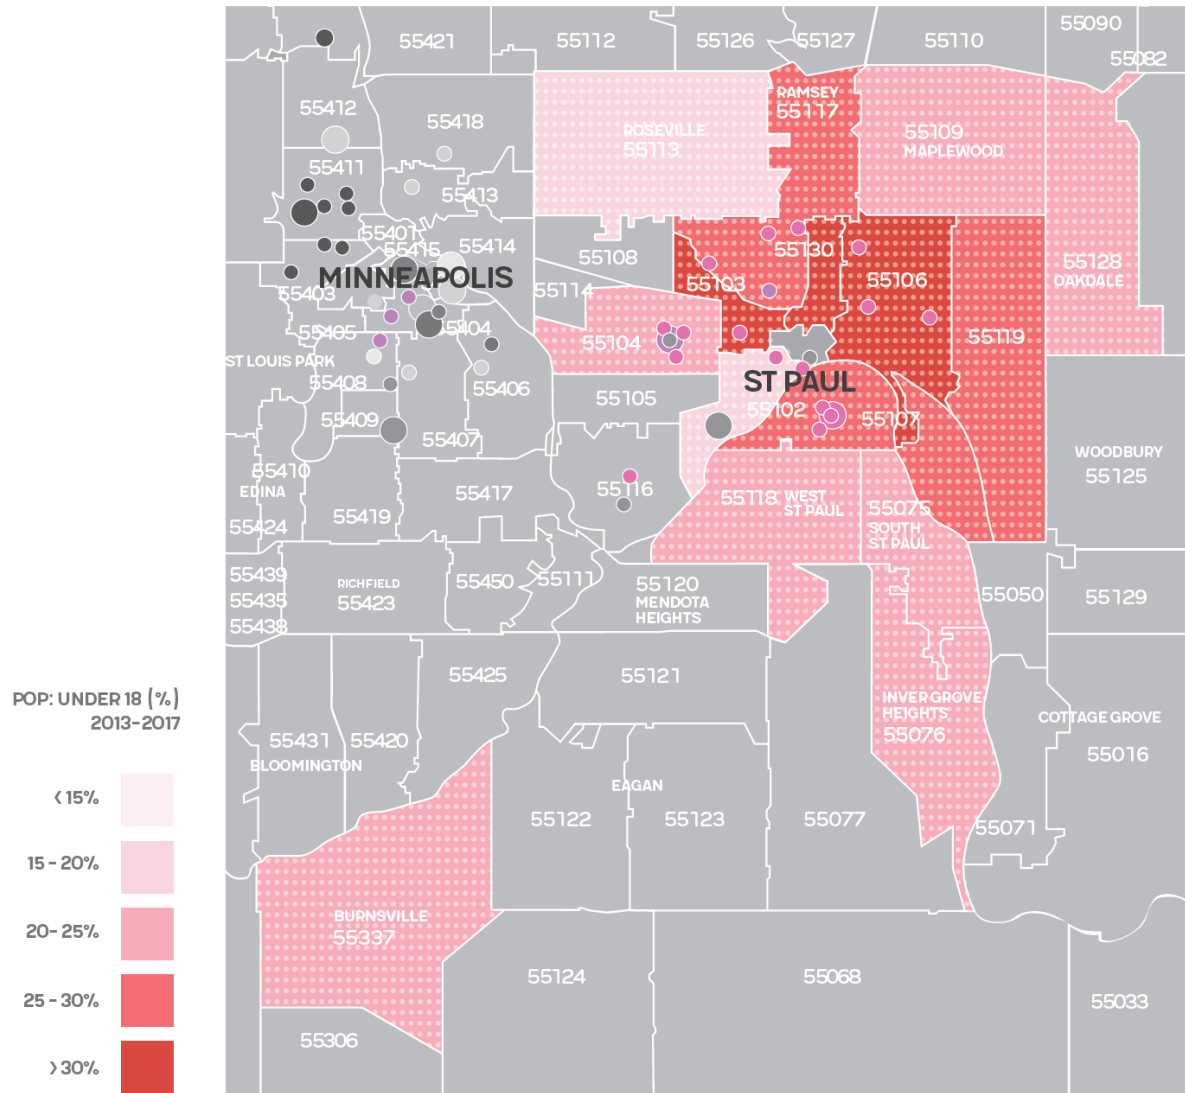 55090
55421
55112
55126
55127
55110
55082
RAMSEY
55117
55412
55418
ROSEVILLE
55113
55109
MAPLEWOOD
55411
55413
55401
55415
55414
55108
55130
55128
OAKDALE
MINNEAPOLIS
55103
55106
55403
55114
55405
55404
55104
55119
ST LOUIS PARK
55408
55406
ST PAUL
55105
55102
55107
55409
55407
WOODBURY
55125
55410
EDINA
55417
55116
55118
WEST
ST PAUL
55075
SOUTH
ST PAUL
55424
55419
55439
55435
55438
RICHFIELD
55423
55450
55111
55120
MENDOTA
HEIGHTS
55050
55129
55425
55121
POP: UNDER 18 (%)
2013-2017
INVER GROVE
HEIGHTS
55076
COTTAGE GROVE
55016
55431
55420
BLOOMINGTON
EAGAN
< 15%
55122
55123
55077
55071
15 - 20%
20- 25%
BURNSVILLE
55337
55124
55068
25 - 30%
55033
55306
> 30%